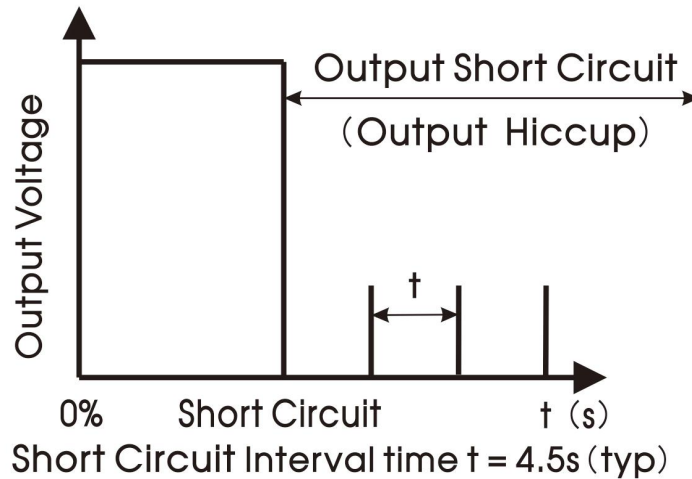 Output Short Circuit
(Output Hiccup)
Output Voltage
t
0%
Short Circuit
t (s)
Short Circuit Interval time t = 4.5s (typ)